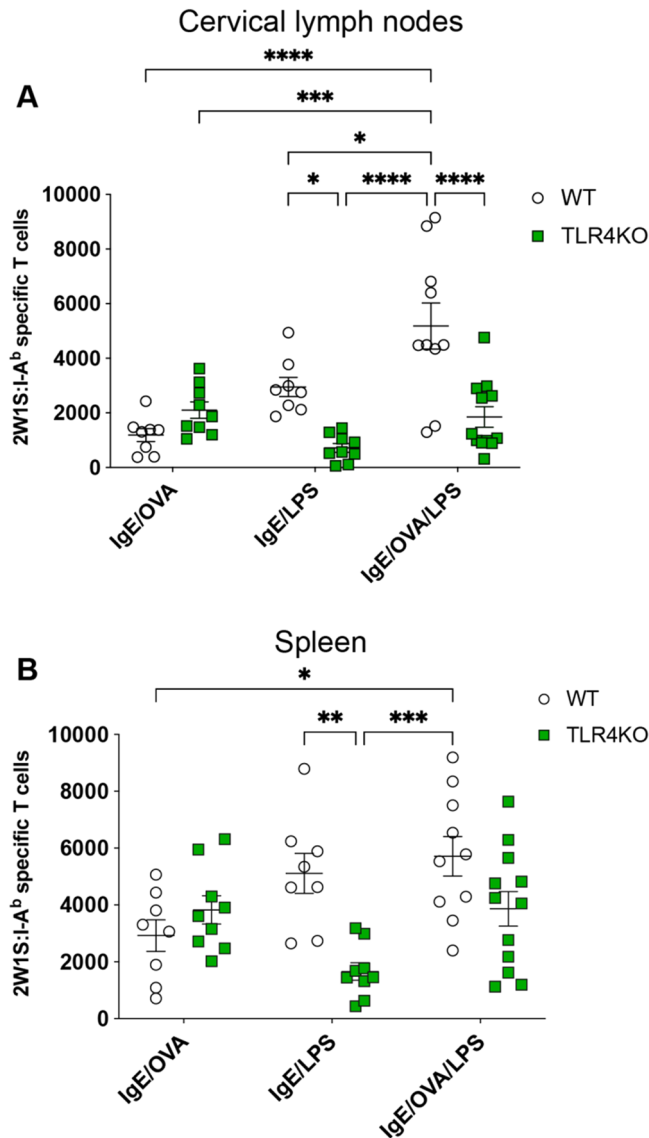 Cervical lymph nodes
****
A
***
*
* **** ****
WT
TLR4KO
10000
8000
6000
4000
2000
0
2W1S:I-Aᵇ specific T cells
IgE/OVA
IgE/LPS
IgE/OVA/LPS
Spleen
B
*
** ***
WT
TLR4KO
10000
8000
6000
4000
2000
0
2W1S:I-Aᵇ specific T cells
IgE/OVA
IgE/LPS
IgE/OVA/LPS